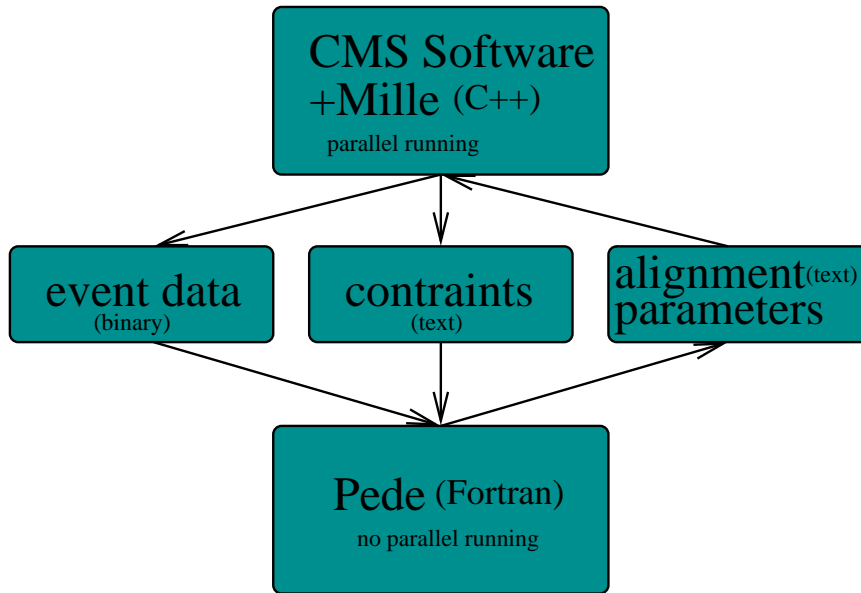 CMS Software
+Mille (C++)
parallel running
event data
(binary)
contraints
(text)
alignment(text)
parameters
Pede (Fortran)
no parallel running